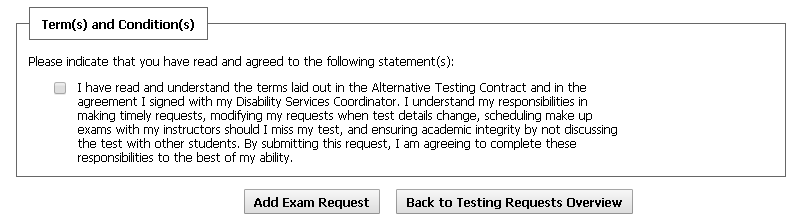 Term(s) and Condition(s)
Please indicate that you have read and agreed to the following statement(s):
I have read and understand the terms laid out in the Alternative Testing Contract and in the
agreement I signed with my Disability Services Coordinator. I understand my responsibilities in
making timely requests, modifying my requests when test details change, scheduling make up
exams with my instructors should I miss my test, and ensuring academic integrity by not discussing
the test with other students. By submitting this request, I am agreeing to complete these
responsibilities to the best of my ability.
Add Exam Request
Back to Testing Requests Overview